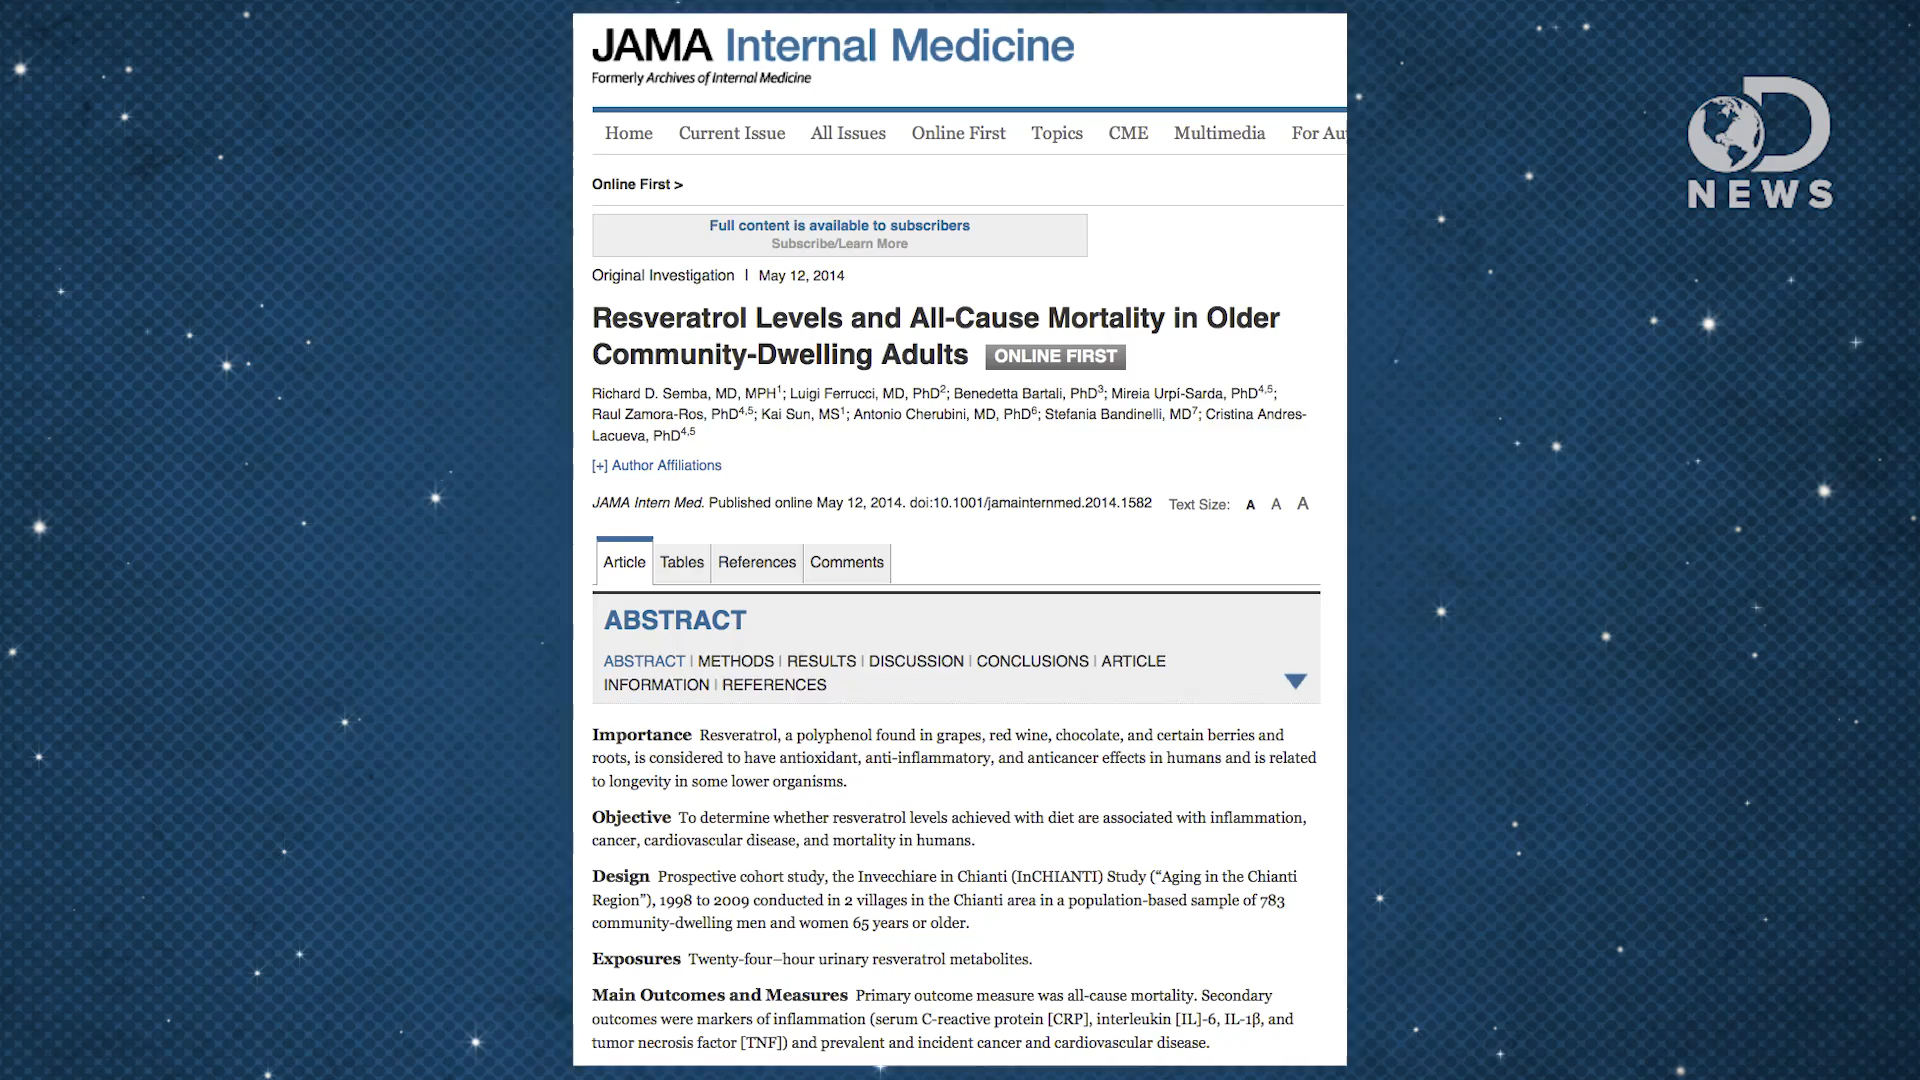 JAMA Internal Medicine
Formerly Archives of Internal Medicine
Home Current Issue All Issues Online First Topics CME Multimedia For Au
D NEWS
Online First >
Full content is available to subscribers
Subscribe/Learn More
Original Investigation | May 12, 2014
Resveratrol Levels and All-Cause Mortality in Older
Community-Dwelling Adults ONLINE FIRST
Richard D. Semba, MD, MPH1; Luigi Ferrucci, MD, PhD2; Benedetta Bartali, PhD3; Mireia Urpí-Sarda, PhD4,5;
Raul Zamora-Ros, PhD4,5; Kai Sun, MS1; Antonio Cherubini, MD, PhD6; Stefania Bandinelli, MD7; Cristina Andres-
Lacueva, PhD4,5
[+] Author Affiliations
JAMA Intern Med. Published online May 12, 2014. doi:10.1001/jamainternmed.2014.1582 Text Size: A A A
Article Tables References Comments
ABSTRACT
ABSTRACT | METHODS | RESULTS | DISCUSSION | CONCLUSIONS | ARTICLE
INFORMATION | REFERENCES
Importance Resveratrol, a polyphenol found in grapes, red wine, chocolate, and certain berries and
roots, is considered to have antioxidant, anti-inflammatory, and anticancer effects in humans and is related
to longevity in some lower organisms.
Objective To determine whether resveratrol levels achieved with diet are associated with inflammation,
cancer, cardiovascular disease, and mortality in humans.
Design Prospective cohort study, the Invecchiare in Chianti (InCHIANTI) Study (“Aging in the Chianti
Region”), 1998 to 2009 conducted in 2 villages in the Chianti area in a population-based sample of 783
community-dwelling men and women 65 years or older.
Exposures Twenty-four–hour urinary resveratrol metabolites.
Main Outcomes and Measures Primary outcome measure was all-cause mortality. Secondary
outcomes were markers of inflammation (serum C-reactive protein [CRP], interleukin [IL]-6, IL-1β, and
tumor necrosis factor [TNF]) and prevalent and incident cancer and cardiovascular disease.